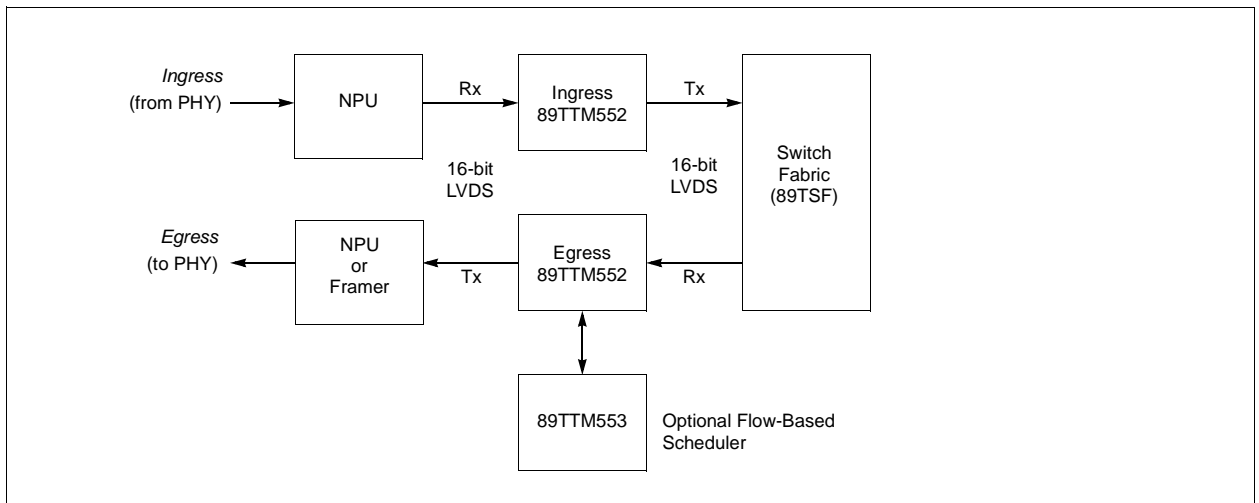 Ingress
(from PHY)
NPU
Rx
Ingress
89TTM552
Tx
Switch
Fabric
(89TSF)
16-bit
LVDS
16-bit
LVDS
Egress
(to PHY)
NPU
or
Framer
Tx
Egress
89TTM552
Rx
89TTM553
Optional Flow-Based
Scheduler